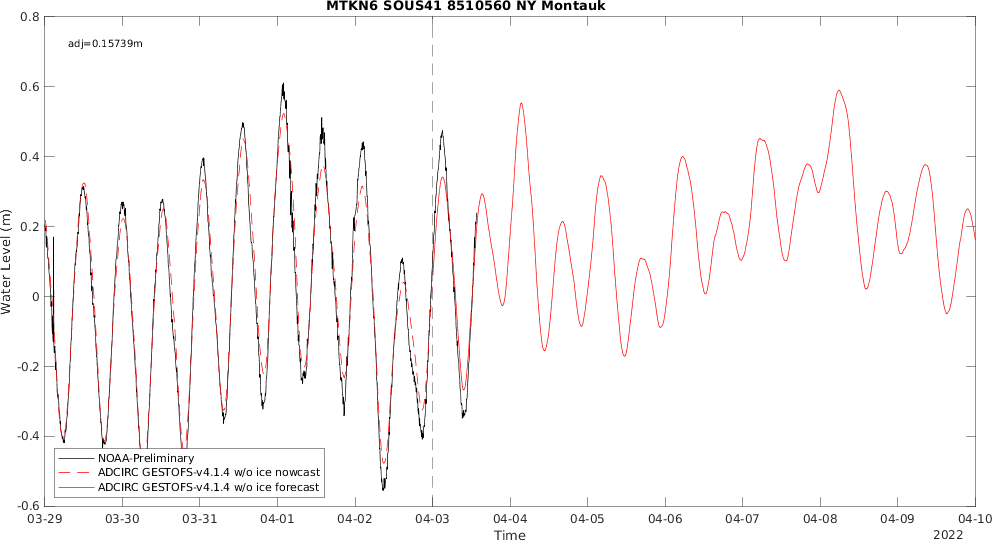 MTKN6 SOUS41 8510560 NY Montauk
adj=0.15739m
Water Level (m)
0.8
0.6
0.4
0.2
0
-0.2
-0.4
-0.6
NOAA-Preliminary
ADCIRC GESTOFS-v4.1.4 w/o ice nowcast
ADCIRC GESTOFS-v4.1.4 w/o ice forecast
03-29 03-30 03-31 04-01 04-02 04-03 04-04 04-05 04-06 04-07 04-08 04-09 04-10
Time
2022